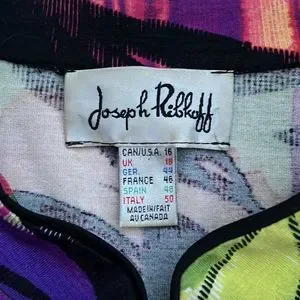 Joseph Ribkoff
CAN/U.S.A. 16
UK 18
GER. 44
FRANCE 46
SPAIN 48
ITALY 50
MADE IN/FAIT
AU CANADA